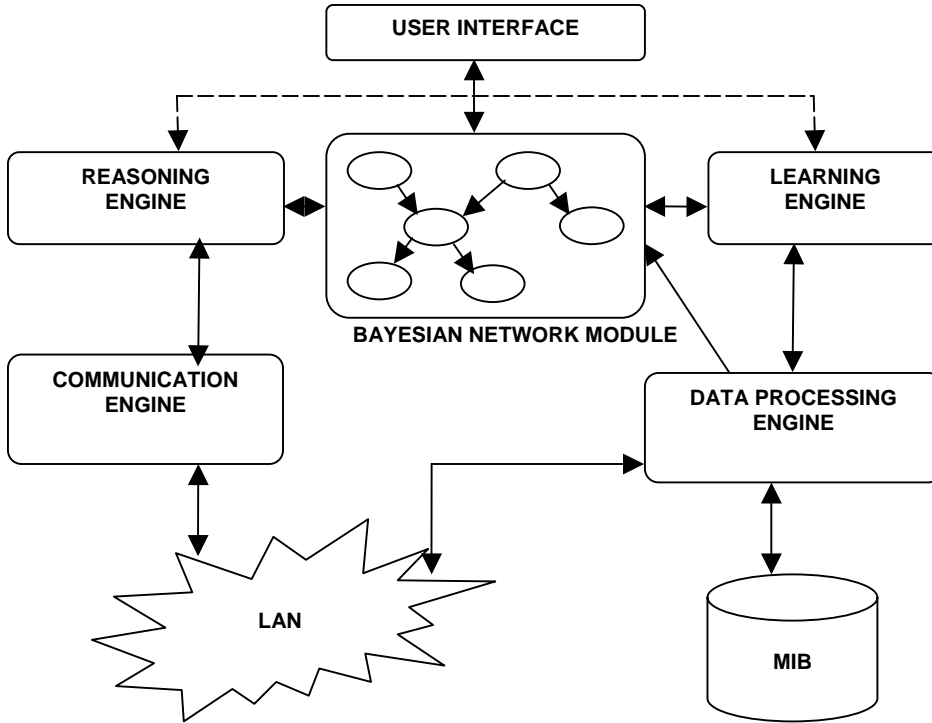 USER INTERFACE
REASONING
ENGINE
LEARNING
ENGINE
BAYESIAN NETWORK MODULE
COMMUNICATION
ENGINE
DATA PROCESSING
ENGINE
LAN
MIB